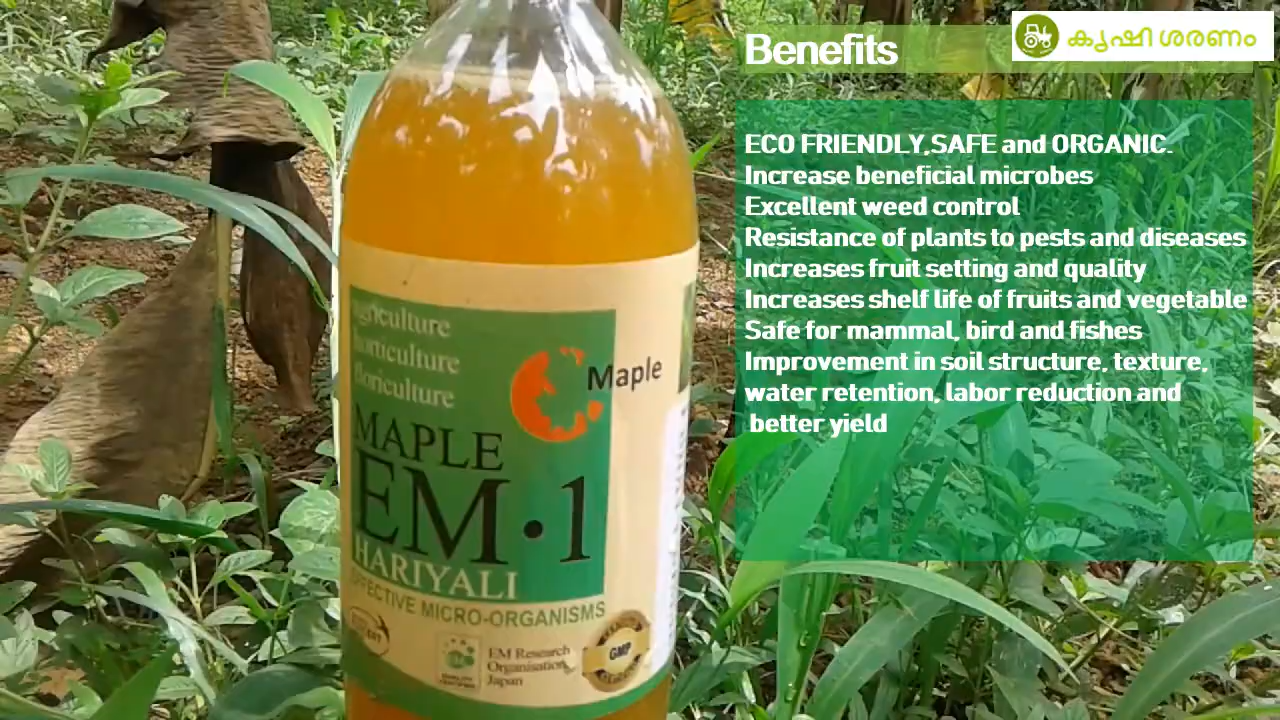 Benefits
കൃഷി ശരണം
ECO FRIENDLY,SAFE and ORGANIC.
Increase beneficial microbes
Excellent weed control
Resistance of plants to pests and diseases
Increases fruit setting and quality
Increases shelf life of fruits and vegetable
Safe for mammal, bird and fishes
Improvement in soil structure, texture,
water retention, labor reduction and
better yield
agriculture
horticulture
floriculture
Maple
MAPLE
EM·1
HARIYALI
EFFECTIVE MICRO-ORGANISMS
EM Research
Organisation,
Japan
GMP